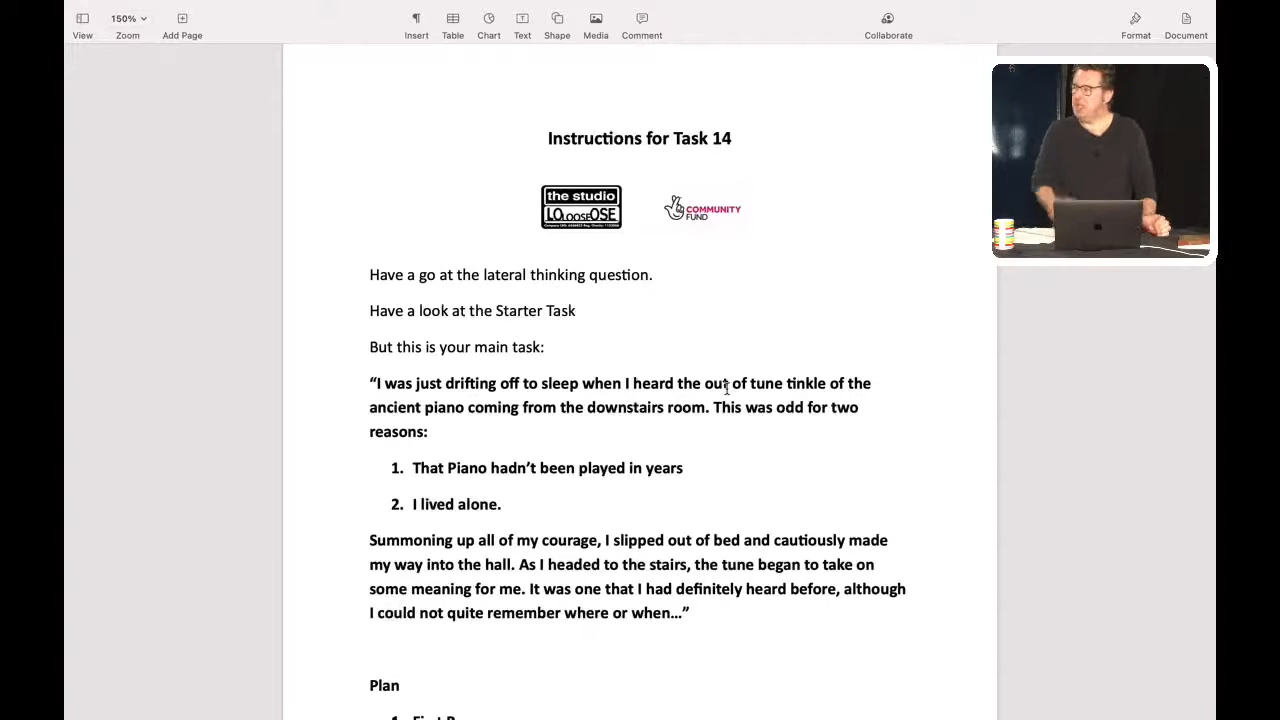 150%
View
Zoom
Add Page
Insert
Table
Chart
Text
Shape
Media
Comment
Collaborate
Format
Document
Instructions for Task 14
the studio
LOOOSEOSE
COMMUNITY
FUND
Have a go at the lateral thinking question.
Have a look at the Starter Task
But this is your main task:
“I was just drifting off to sleep when I heard the out of tune tinkle of the
ancient piano coming from the downstairs room. This was odd for two
reasons:
1. That Piano hadn’t been played in years
2. I lived alone.
Summoning up all of my courage, I slipped out of bed and cautiously made
my way into the hall. As I headed to the stairs, the tune began to take on
some meaning for me. It was one that I had definitely heard before, although
I could not quite remember where or when…”
Plan